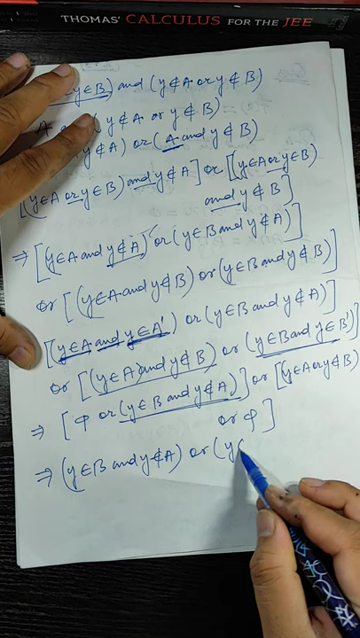 THOMAS' CALCULUS FOR THE JEE
y∈B) and (y∉A or y∉B)
(y∉A or y∉B)
y∉A) or (A and y∉B)
[(y∈A or y∈B) and y∉A] or [(y∈A or y∈B)
and y∉B]
⇒ [(y∈A and y∉A) or (y∈B and y∉A)]
or [(y∈A and y∉B) or (y∈B and y∉B)]
[(y∈A and y∈A') or (y∈B and y∉A)]
or [(y∈A and y∉B) or (y∈B and y∈B')]
⇒ [φ or (y∈B and y∉A)] or [(y∈A or y∉B)
or φ]
⇒ (y∈B and y∉A) or (y